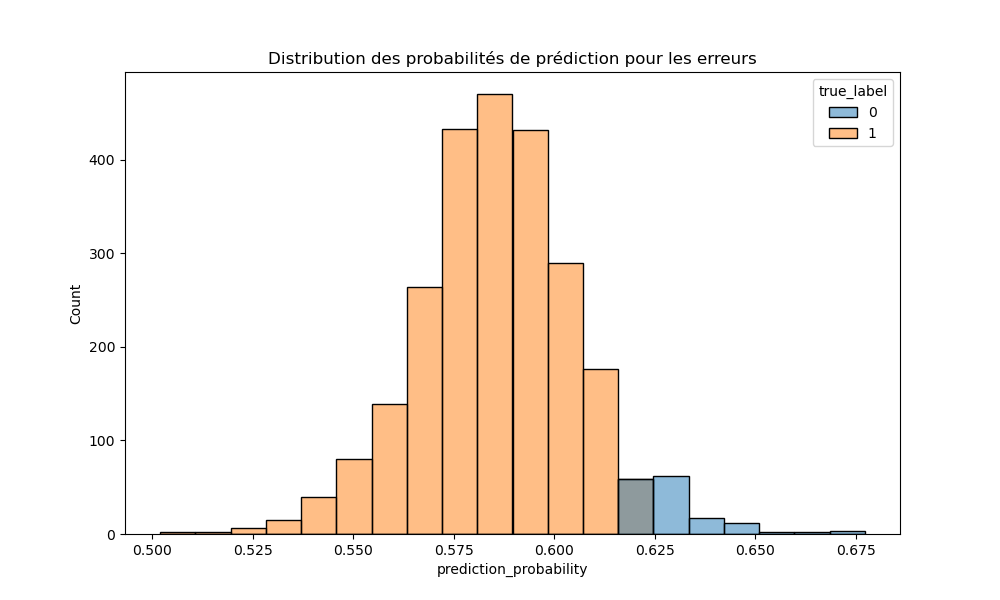 Distribution des probabilités de prédiction pour les erreurs
true_label
0
1
400
300
200
100
0
Count
0.500 0.525 0.550 0.575 0.600 0.625 0.650 0.675
prediction_probability